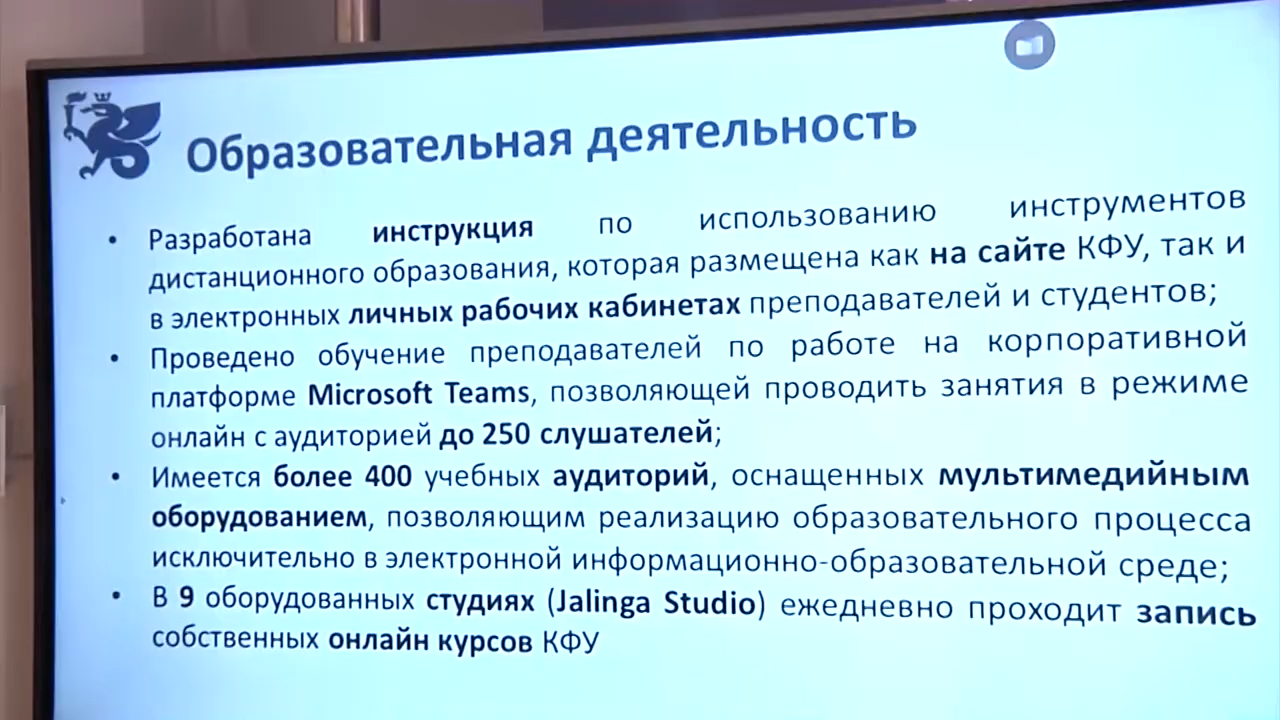 Образовательная деятельность
• Разработана инструкция по использованию инструментов
дистанционного образования, которая размещена как на сайте КФУ, так и
в электронных личных рабочих кабинетах преподавателей и студентов;
• Проведено обучение преподавателей по работе на корпоративной
платформе Microsoft Teams, позволяющей проводить занятия в режиме
онлайн с аудиторией до 250 слушателей;
• Имеется более 400 учебных аудиторий, оснащенных мультимедийным
оборудованием, позволяющим реализацию образовательного процесса
исключительно в электронной информационно-образовательной среде;
• В 9 оборудованных студиях (Jalinga Studio) ежедневно проходит запись
собственных онлайн курсов КФУ